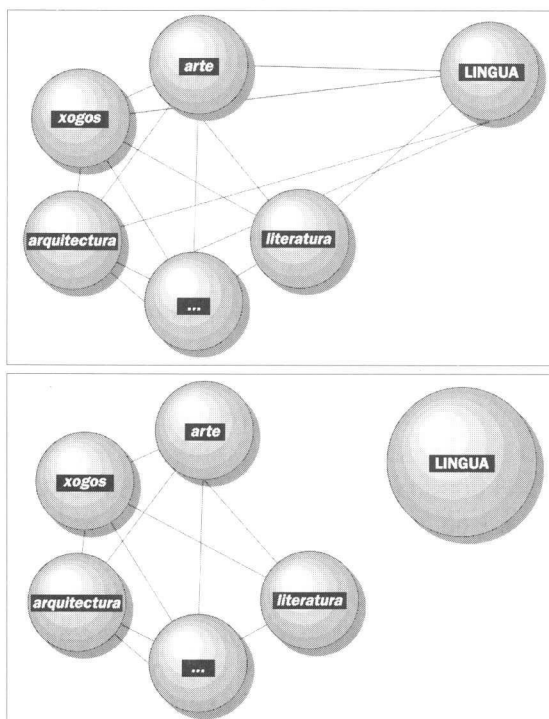 arte
LINGUA
xogos
arquitectura
literatura
...
arte
LINGUA
xogos
arquitectura
literatura
...